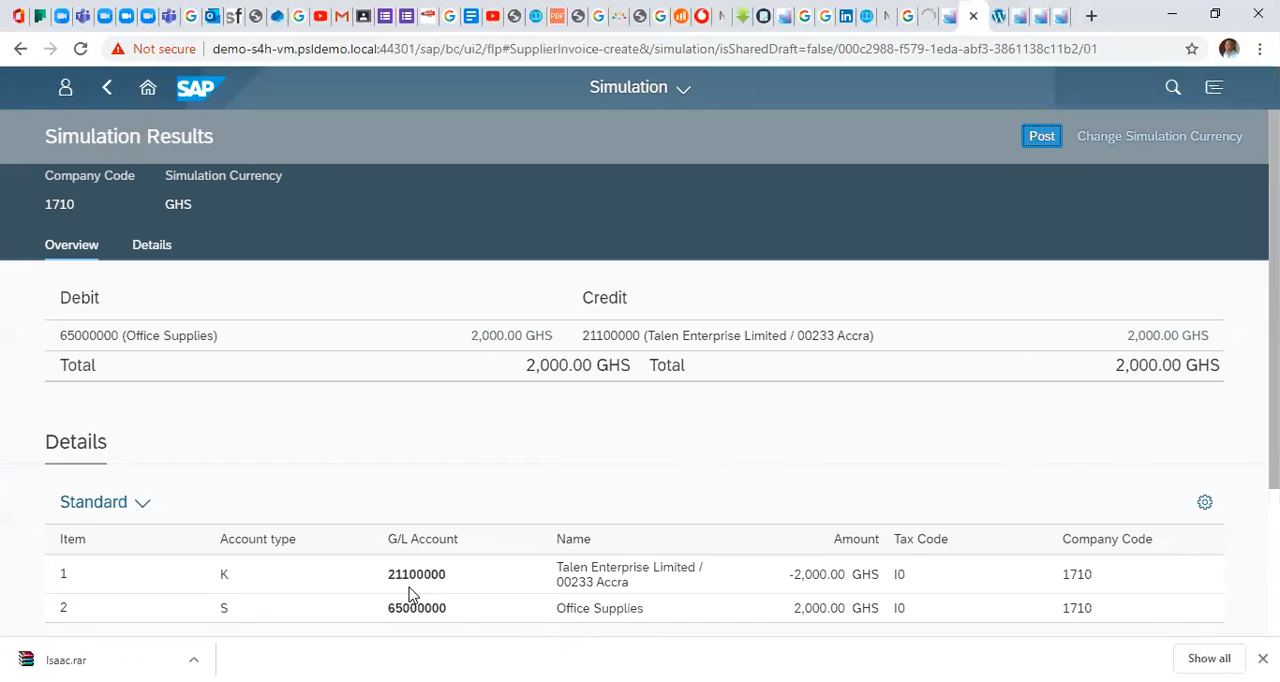 Not secure
demo-s4h-vm.psldemo.local:44301/sap/bc/ui2/flp#SupplierInvoice-create&/simulation/isSharedDraft=false/000c2988-f579-1eda-abf3-3861138c11b2/01
SAP
Simulation
Simulation Results
Post
Change Simulation Currency
Company Code
Simulation Currency
1710
GHS
Overview
Details
Debit
Credit
65000000 (Office Supplies) 2,000.00 GHS
21100000 (Talen Enterprise Limited / 00233 Accra) 2,000.00 GHS
Total 2,000.00 GHS
Total 2,000.00 GHS
Details
Standard
Item Account type G/L Account Name Amount Tax Code Company Code
1 K 21100000 Talen Enterprise Limited / -2,000.00 GHS I0 1710
00233 Accra
2 S 65000000 Office Supplies 2,000.00 GHS I0 1710
Isaac.rar
Show all